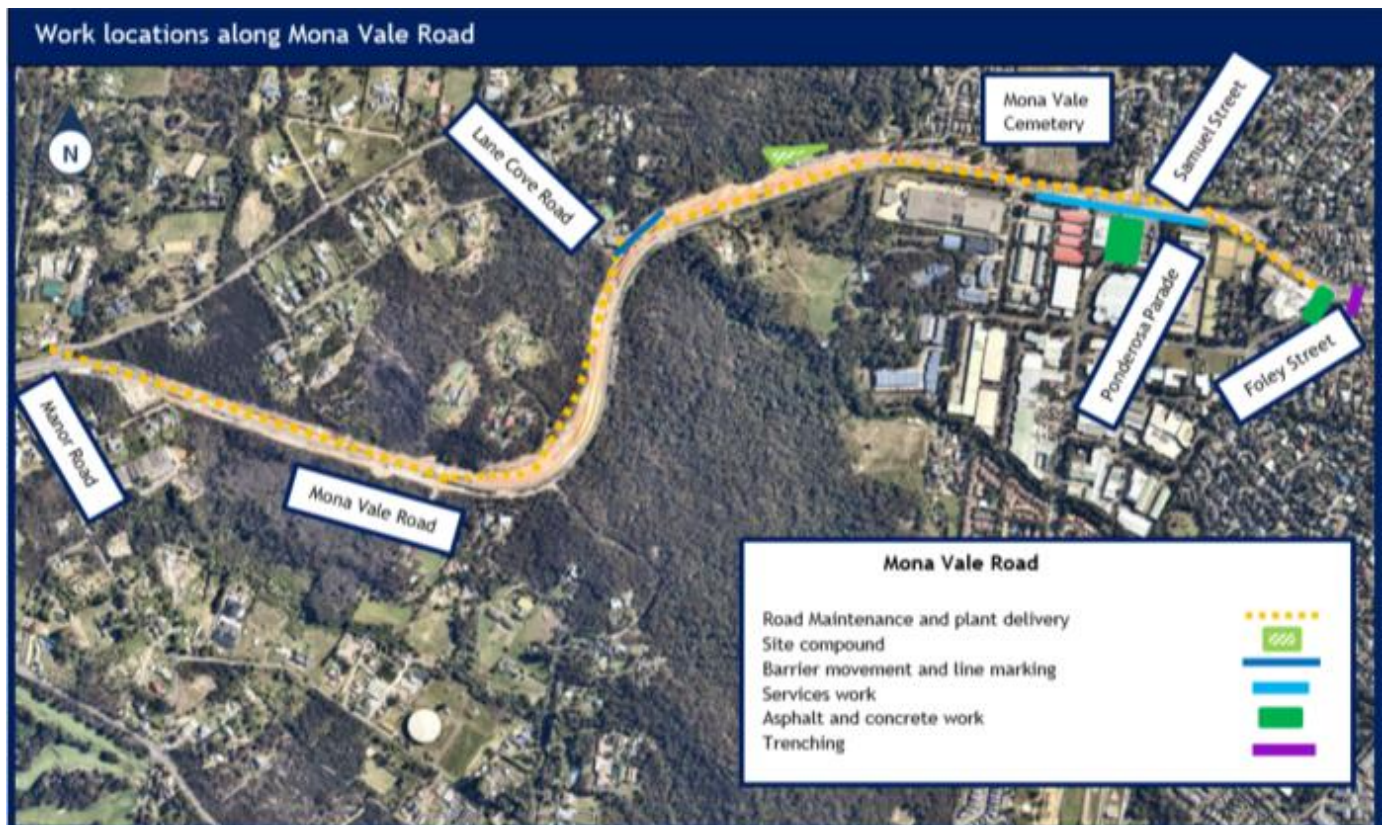 Work locations along Mona Vale Road
N
Mona Vale
Cemetery
Samuel Street
Lane Cove Road
Ponderosa Parade
Foley Street
Manor Road
Mona Vale Road
Mona Vale Road
Road Maintenance and plant delivery
Site compound
Barrier movement and line marking
Services work
Asphalt and concrete work
Trenching